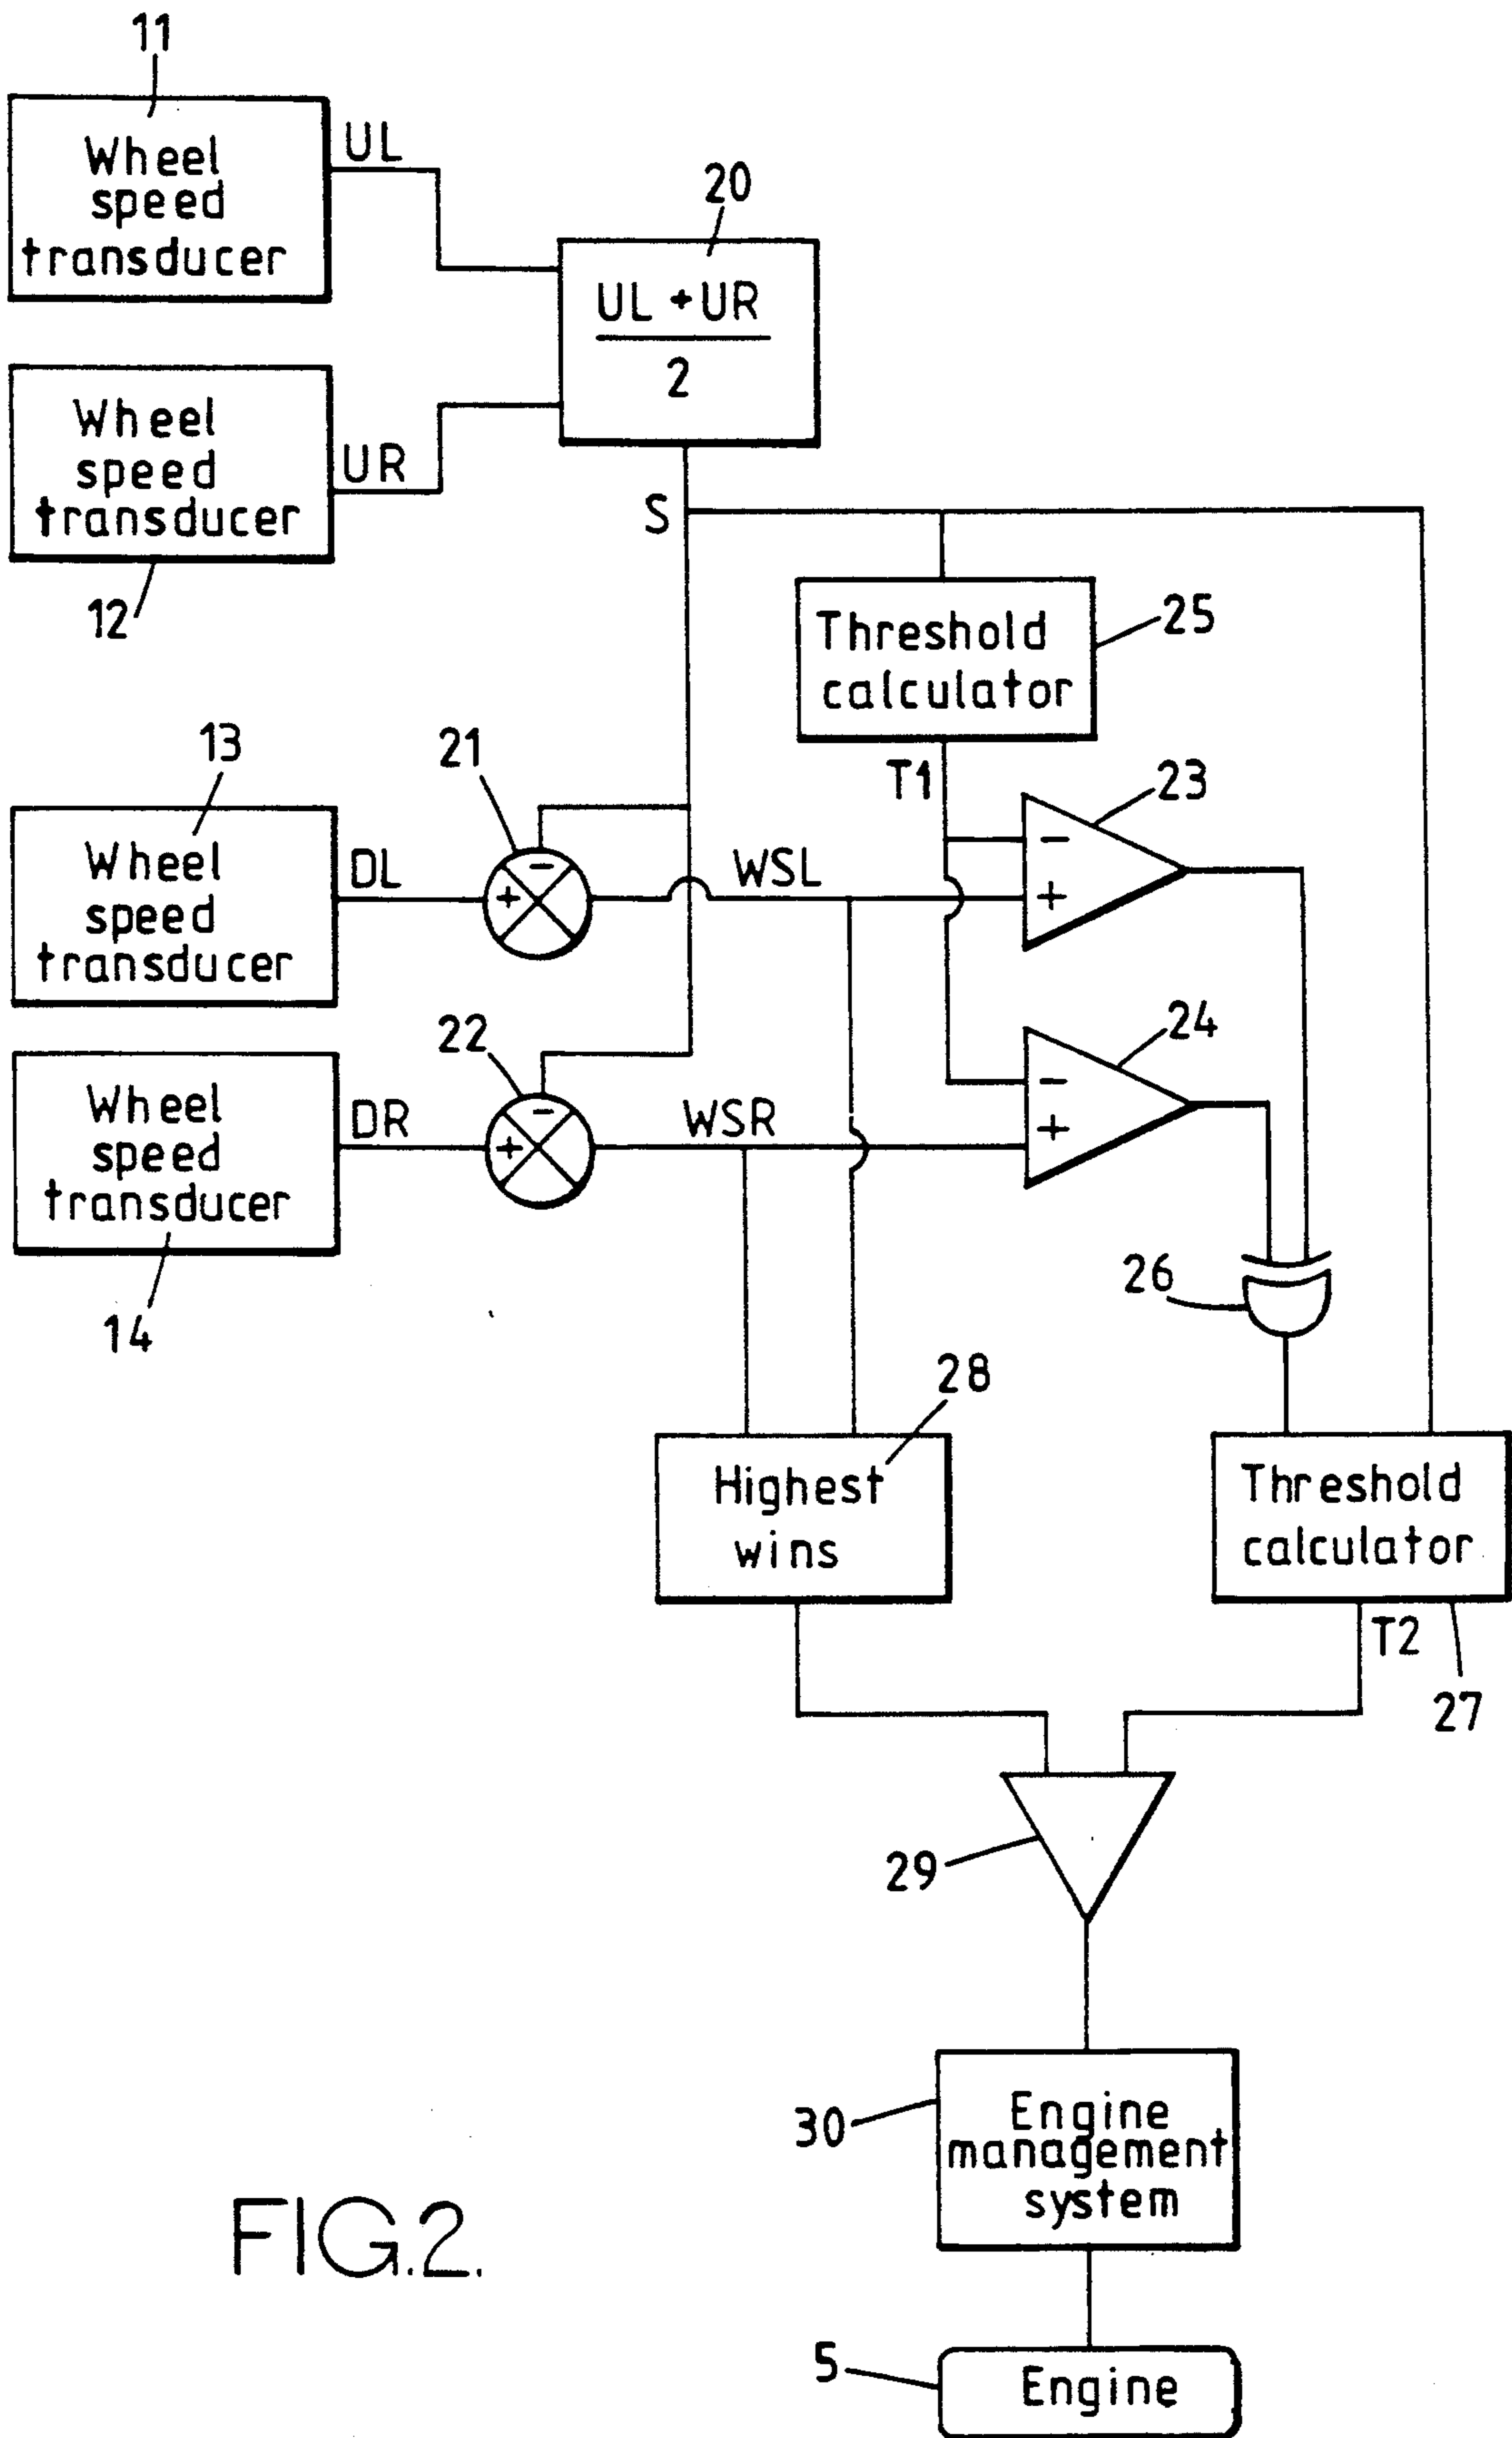 11
Wheel
speed
transducer
UL
20
UL + UR
2
Wheel
speed
transducer
UR
12
S
Threshold
calculator
25
T1
13
Wheel
speed
transducer
DL
21
-
+
WSL
23
-
+
14
Wheel
speed
transducer
DR
22
-
+
WSR
24
-
+
26
28
Highest
wins
Threshold
calculator
T2
27
29
30
Engine
management
system
5
Engine
FIG.2.